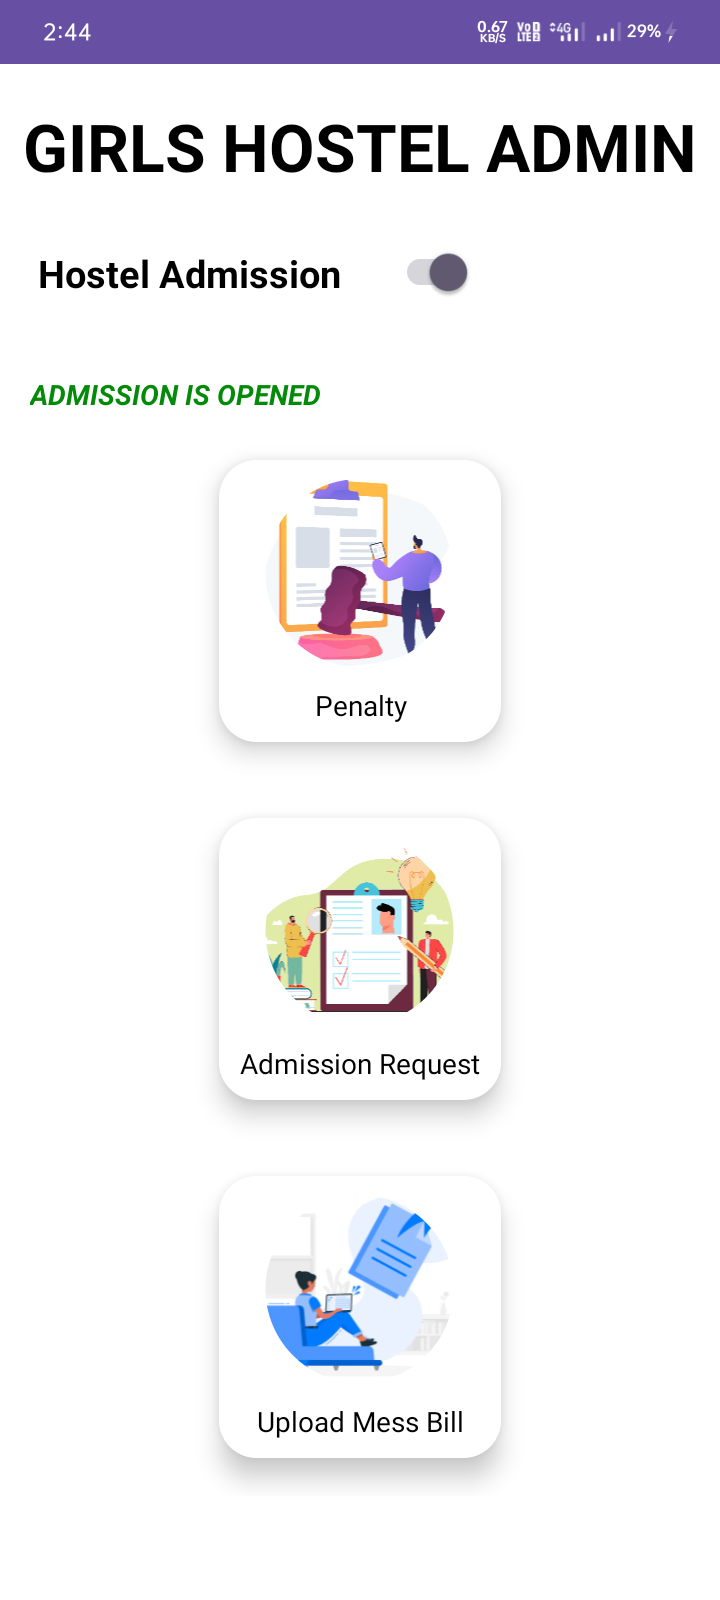 2:44
0.67
KB/S
Vo D
LTE 2
4G
29%
GIRLS HOSTEL ADMIN
Hostel Admission
ADMISSION IS OPENED
Penalty
Admission Request
Upload Mess Bill